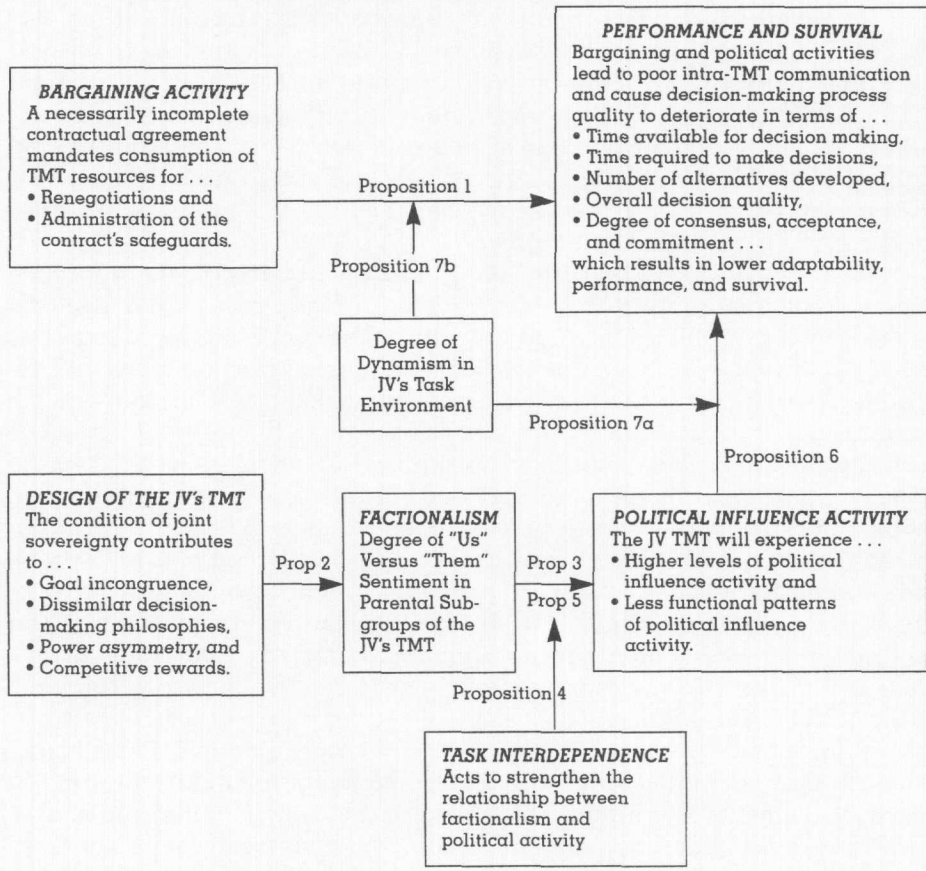 BARGAINING ACTIVITY
A necessarily incomplete
contractual agreement
mandates consumption of
TMT resources for . . .
• Renegotiations and
• Administration of the
contract's safeguards.
Proposition 1
PERFORMANCE AND SURVIVAL
Bargaining and political activities
lead to poor intra-TMT communication
and cause decision-making process
quality to deteriorate in terms of . . .
• Time available for decision making,
• Time required to make decisions,
• Number of alternatives developed,
• Overall decision quality,
• Degree of consensus, acceptance,
and commitment . . .
which results in lower adaptability,
performance, and survival.
Proposition 7b
Degree of
Dynamism in
JV's Task
Environment
Proposition 7a
Proposition 6
DESIGN OF THE JV's TMT
The condition of joint
sovereignty contributes
to . . .
• Goal incongruence,
• Dissimilar decision-
making philosophies,
• Power asymmetry, and
• Competitive rewards.
Prop 2
FACTIONALISM
Degree of "Us"
Versus "Them"
Sentiment in
Parental Sub-
groups of the
JV's TMT
Prop 3
Prop 5
POLITICAL INFLUENCE ACTIVITY
The JV TMT will experience . . .
• Higher levels of political
influence activity and
• Less functional patterns
of political influence
activity.
Proposition 4
TASK INTERDEPENDENCE
Acts to strengthen the
relationship between
factionalism and
political activity